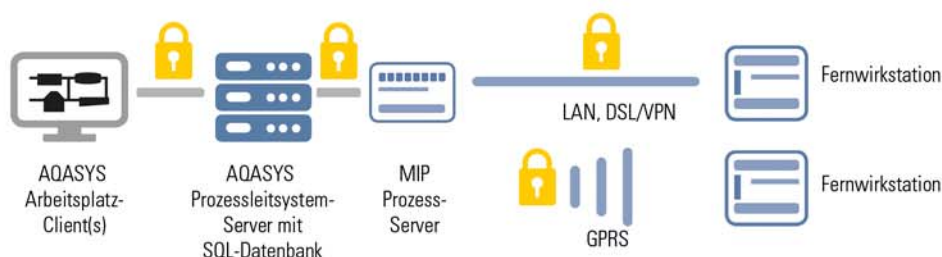 AQASYS
Arbeitsplatz-
Client(s)
AQASYS
Prozessleitsystem-
Server mit
SQL-Datenbank
MIP
Prozess-
Server
LAN, DSL/VPN
GPRS
Fernwirkstation
Fernwirkstation